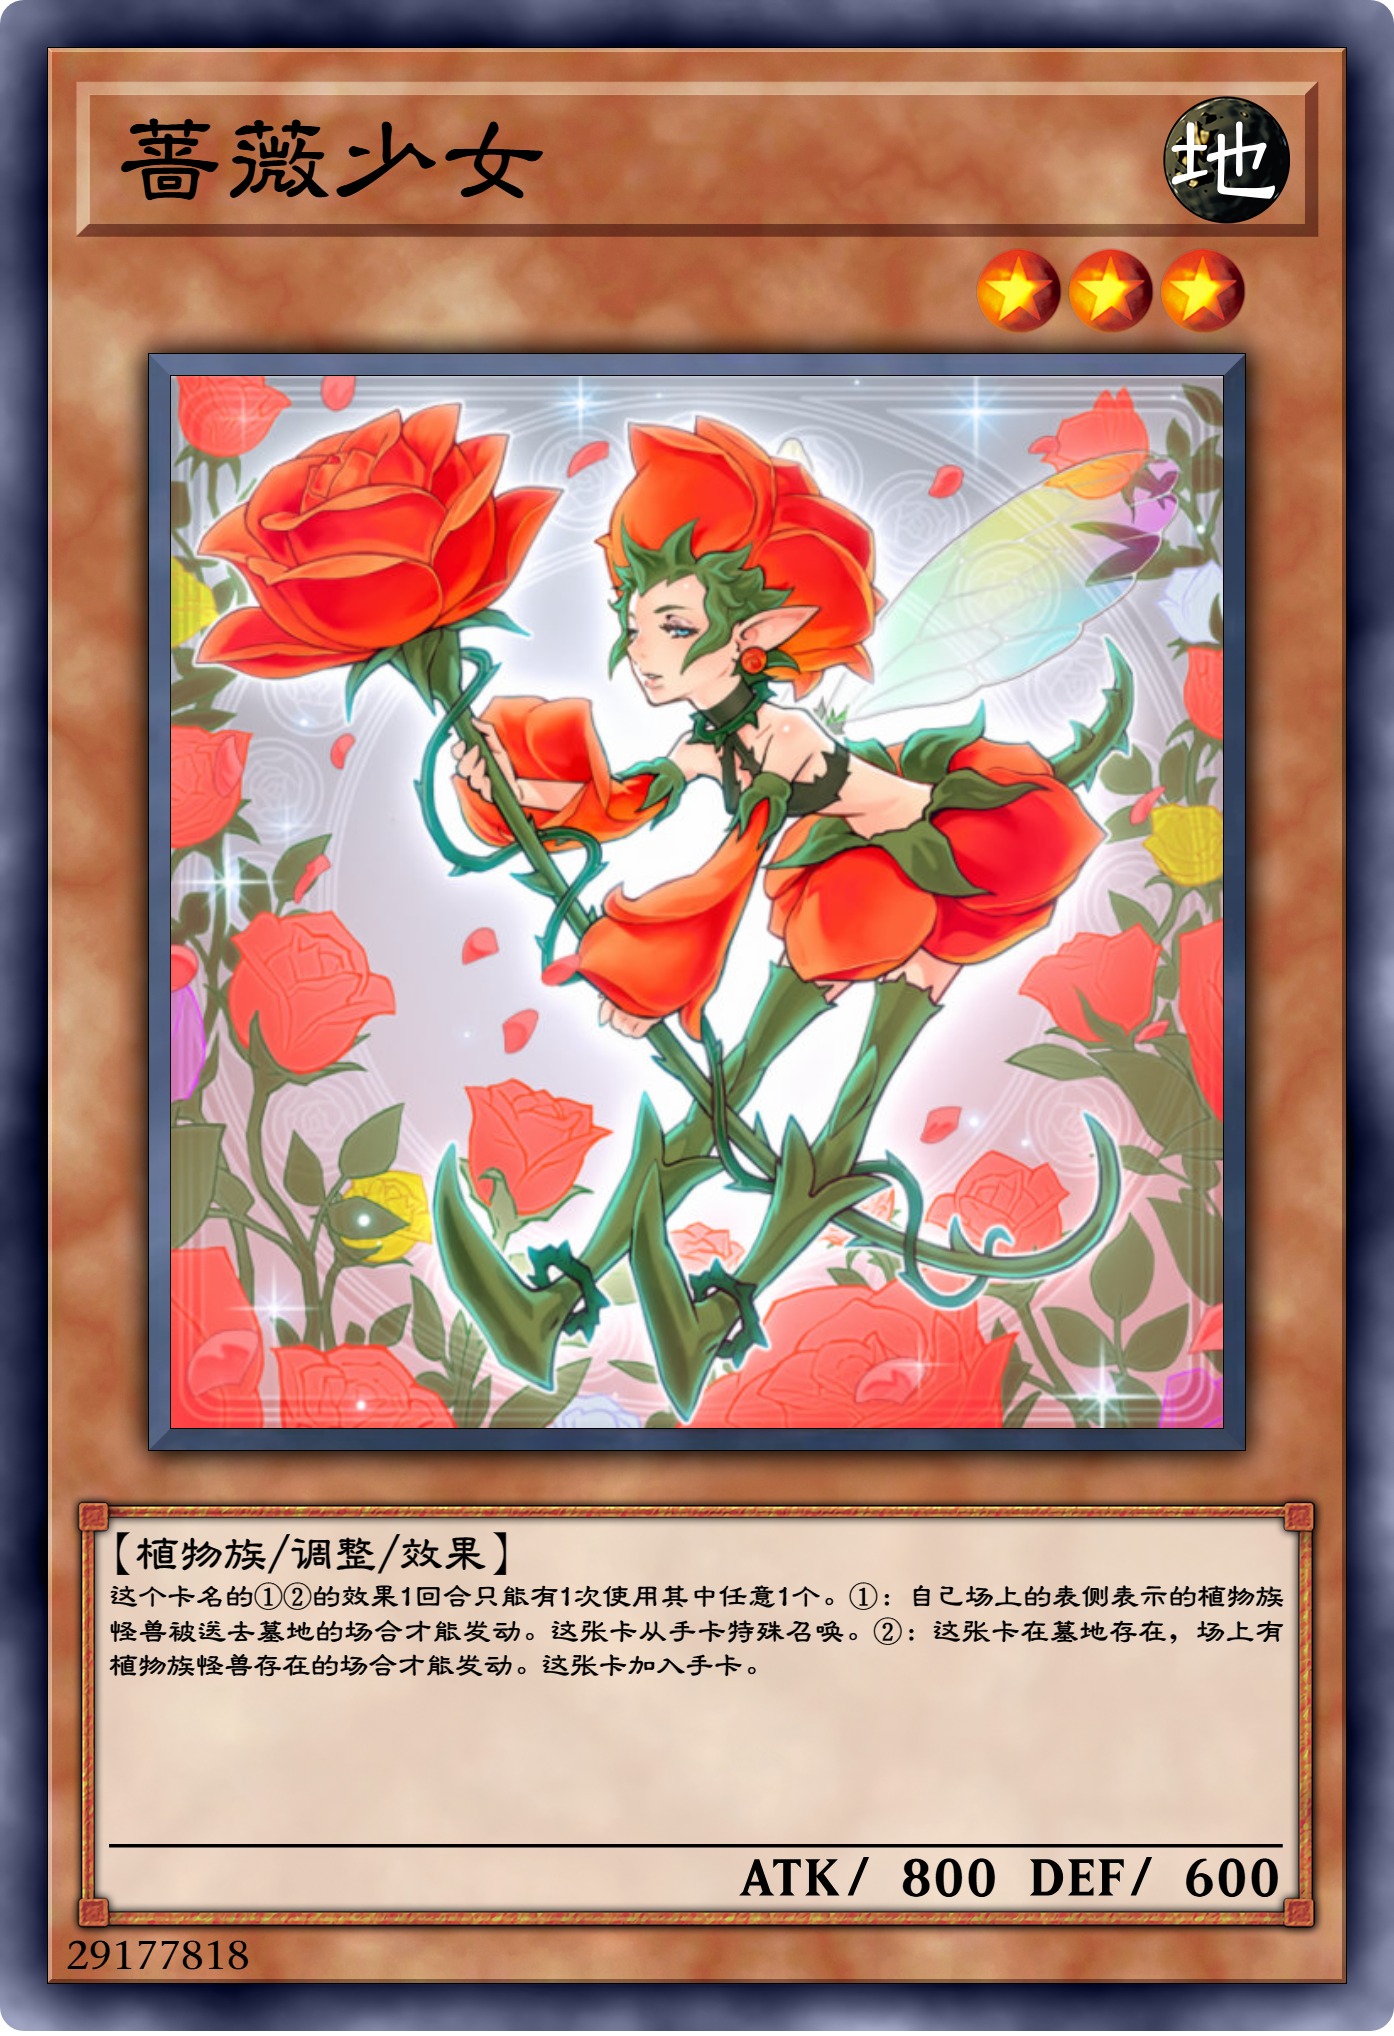 蔷薇少女
地
【植物族/调整/效果】
这个卡名的①②的效果1回合只能有1次使用其中任意1个。①：自己场上的表侧表示的植物族
怪兽被送去墓地的场合才能发动。这张卡从手卡特殊召唤。②：这张卡在墓地存在，场上有
植物族怪兽存在的场合才能发动。这张卡加入手卡。
ATK/ 800 DEF/ 600
29177818